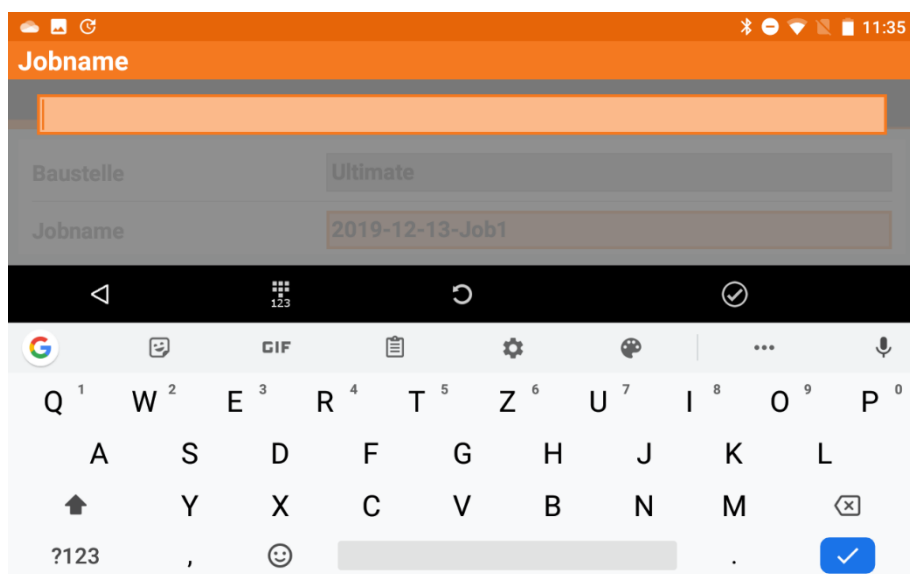 11:35
Jobname
Baustelle Ultimate
Jobname 2019-12-13-Job1
123
G GIF
Q 1 W 2 E 3 R 4 T 5 Z 6 U 7 I 8 O 9 P 0
A S D F G H J K L
Y X C V B N M
?123 , .